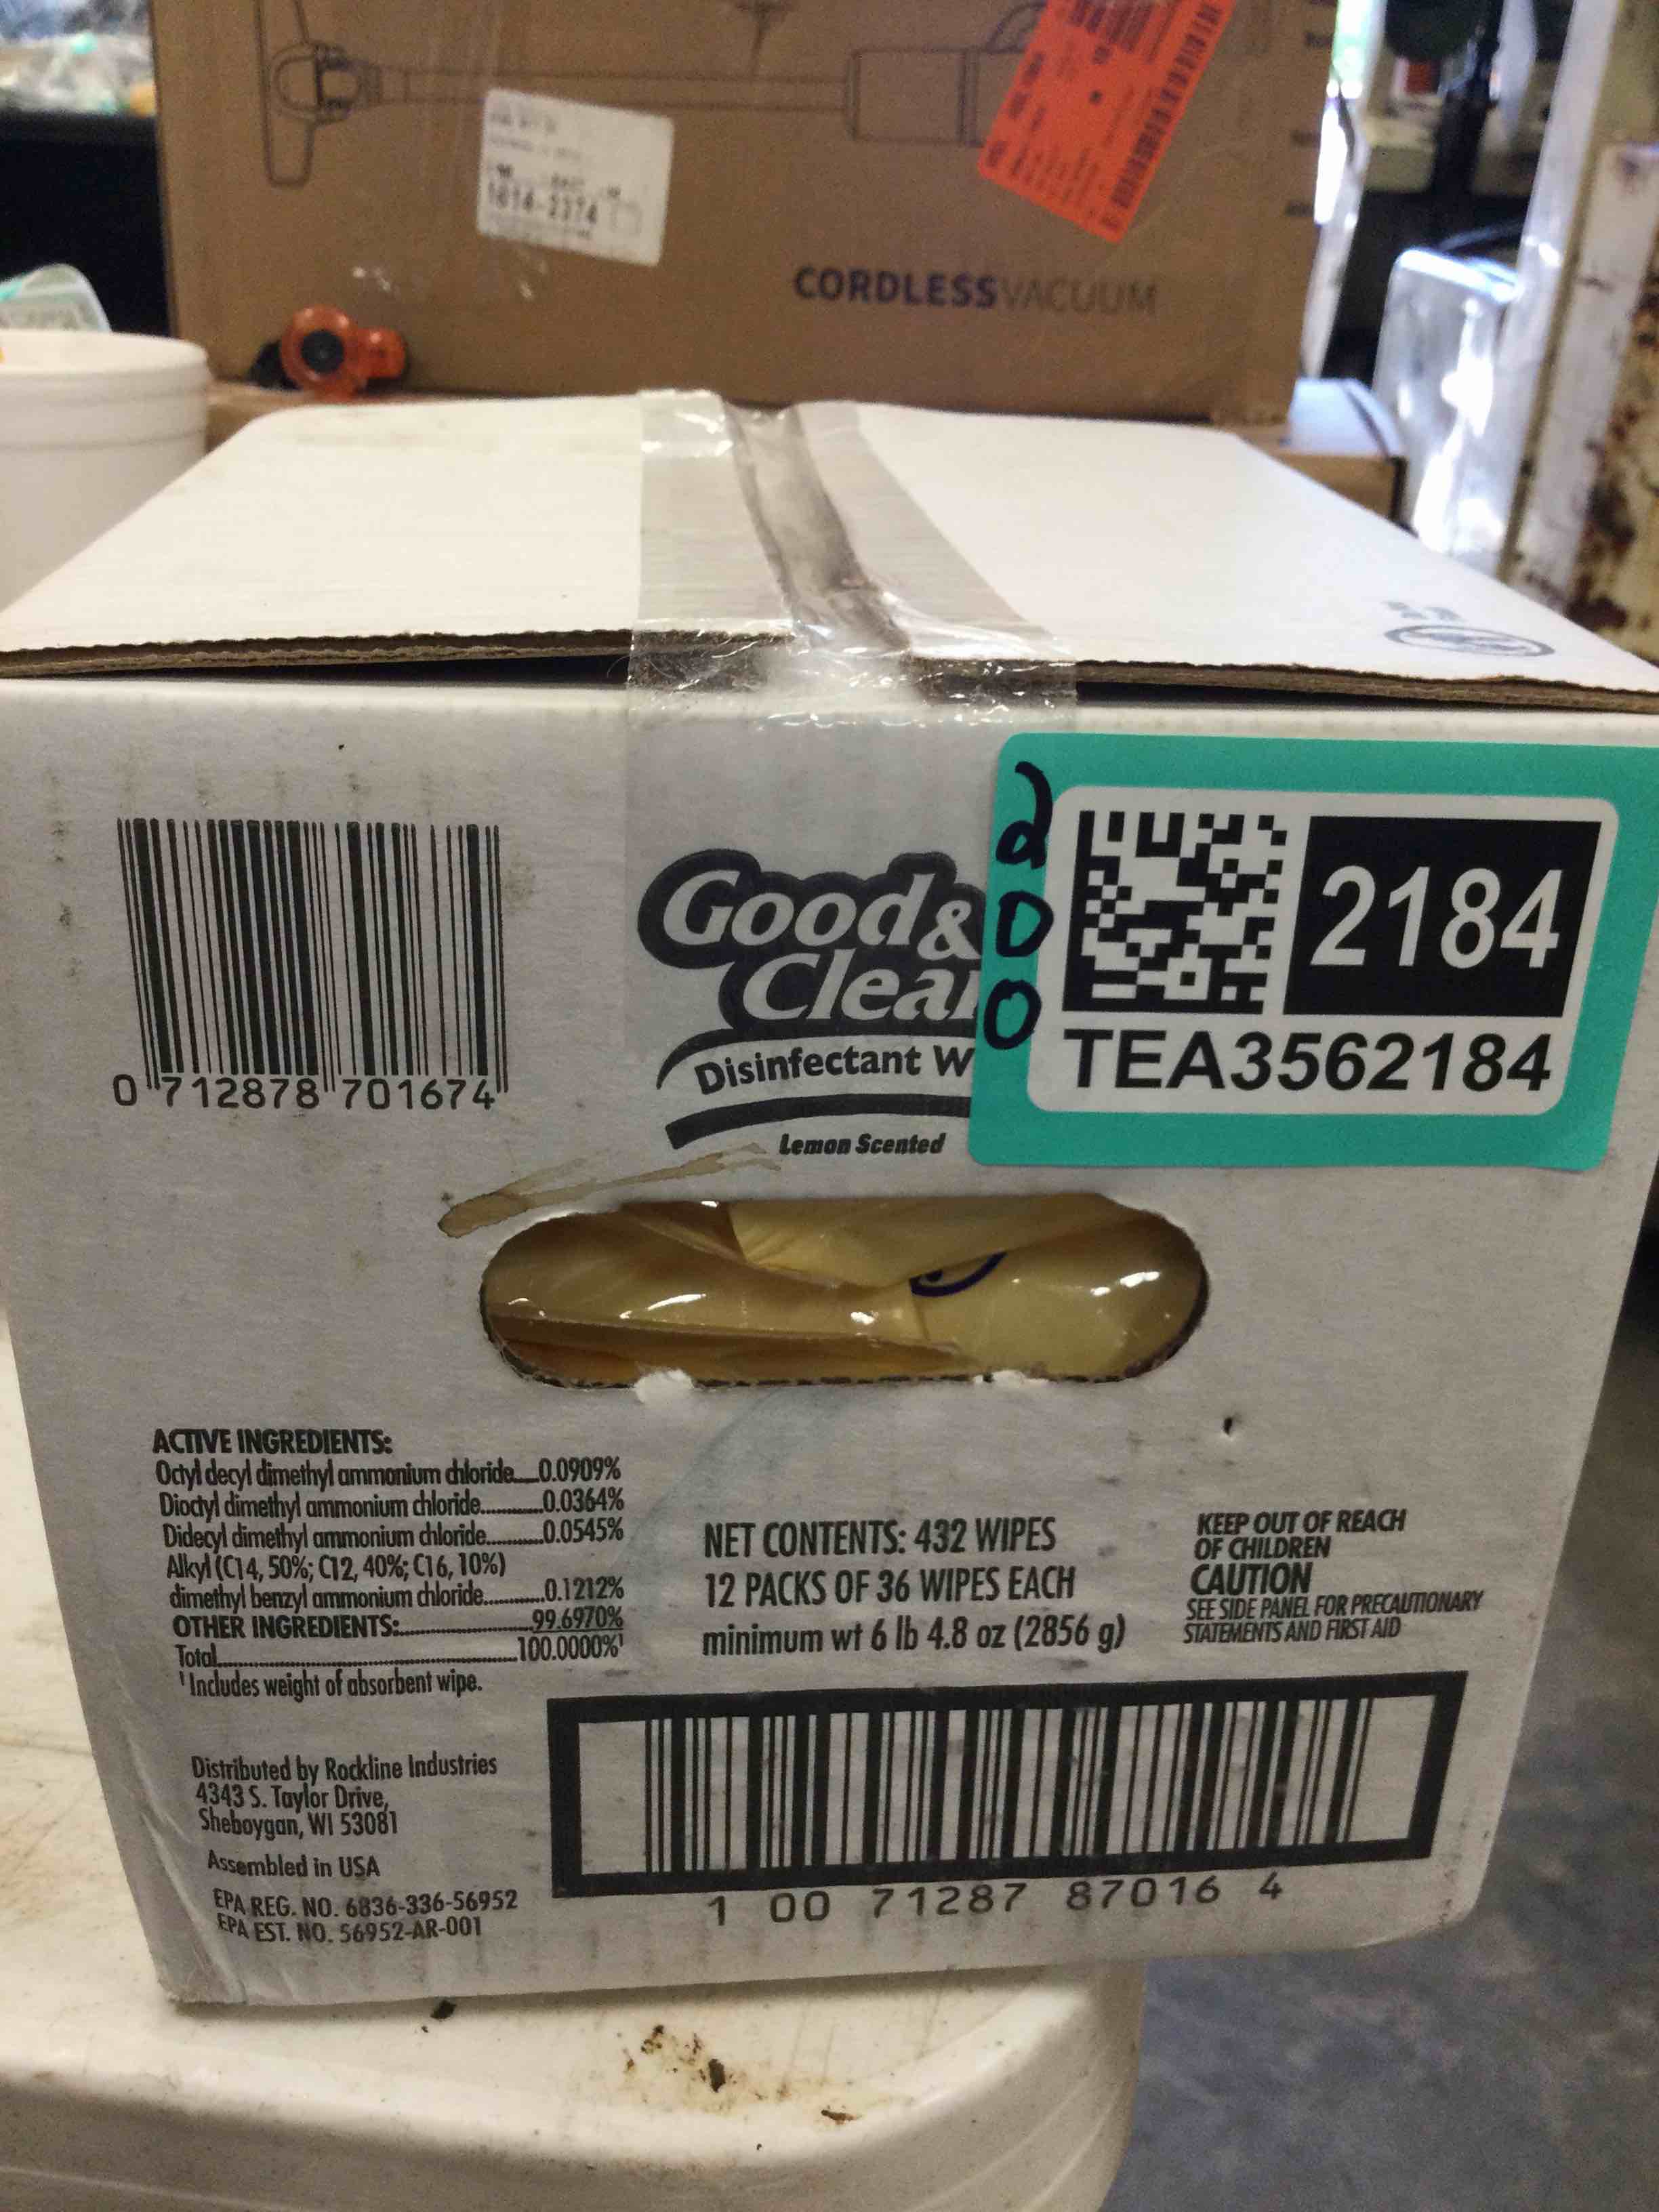 1614-2374
CORDLESSVACUUM
0 712878 701674
Good&
Clea
Disinfectant W
Lemon Scented
200
2184
TEA3562184
ACTIVE INGREDIENTS:
Octyl decyl dimethyl ammonium chloride.....0.0909%
Dioctyl dimethyl ammonium chloride...........0.0364%
Didecyl dimethyl ammonium chloride..........0.0545%
Alkyl (C14, 50%; C12, 40%; C16, 10%)
dimethyl benzyl ammonium chloride...........0.1212%
OTHER INGREDIENTS:..........................99.6970%
Total..................................................100.0000%¹
¹ Includes weight of absorbent wipe.
NET CONTENTS: 432 WIPES
12 PACKS OF 36 WIPES EACH
minimum wt 6 lb 4.8 oz (2856 g)
KEEP OUT OF REACH
OF CHILDREN
CAUTION
SEE SIDE PANEL FOR PRECAUTIONARY
STATEMENTS AND FIRST AID
Distributed by Rockline Industries
4343 S. Taylor Drive,
Sheboygan, WI 53081
Assembled in USA
EPA REG. NO. 6836-336-56952
EPA EST. NO. 56952-AR-001
1 00 71287 87016 4